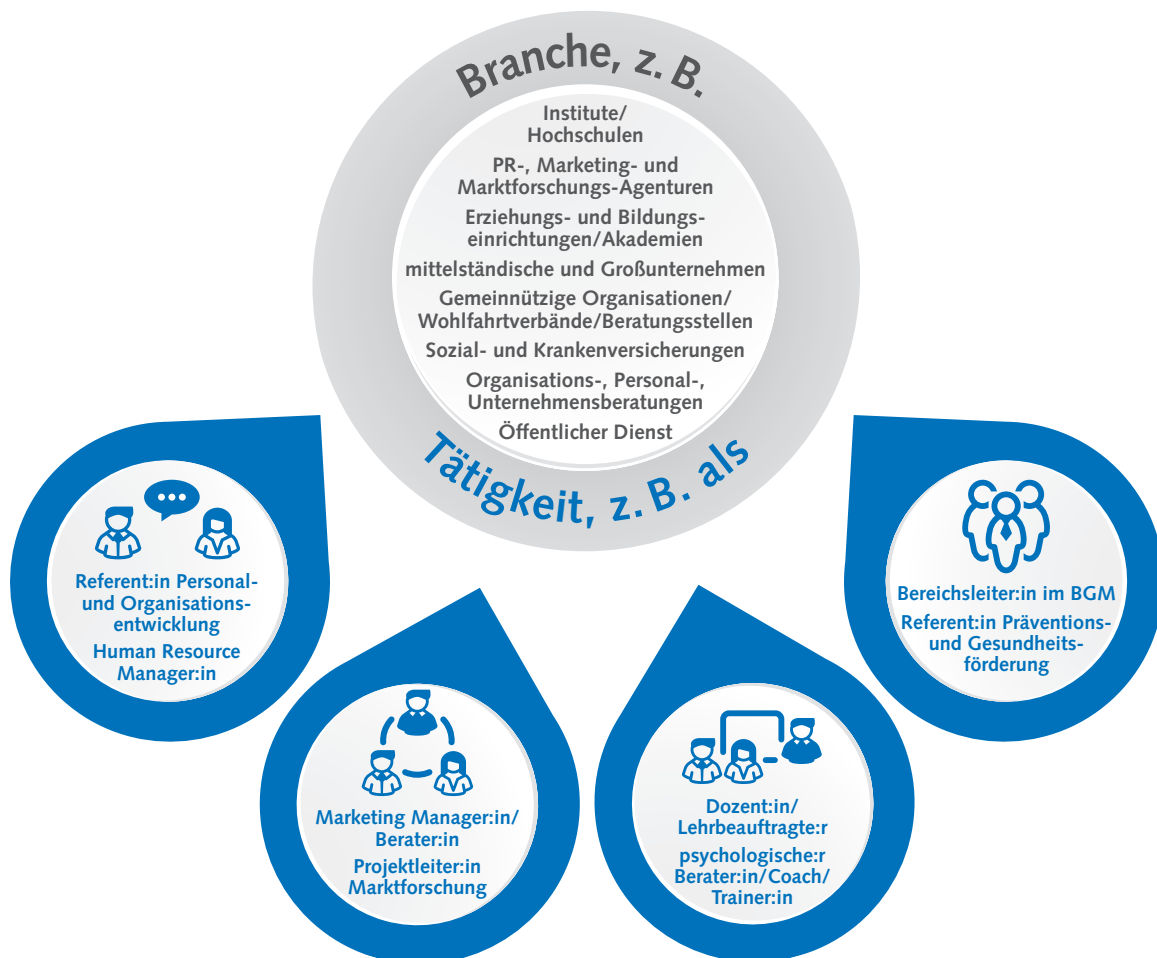 Branche, z. B.
Institute/
Hochschulen
PR-, Marketing- und
Marktforschungs-Agenturen
Erziehungs- und Bildungs-
einrichtungen/Akademien
mittelständische und Großunternehmen
Gemeinnützige Organisationen/
Wohlfahrtverbände/Beratungsstellen
Sozial- und Krankenversicherungen
Organisations-, Personal-,
Unternehmensberatungen
Öffentlicher Dienst
Tätigkeit, z. B. als
Referent:in Personal-
und Organisations-
entwicklung
Human Resource
Manager:in
Marketing Manager:in/
Berater:in
Projektleiter:in
Marktforschung
Dozent:in/
Lehrbeauftragte:r
psychologische:r
Berater:in/Coach/
Trainer:in
Bereichsleiter:in im BGM
Referent:in Präventions-
und Gesundheits-
förderung